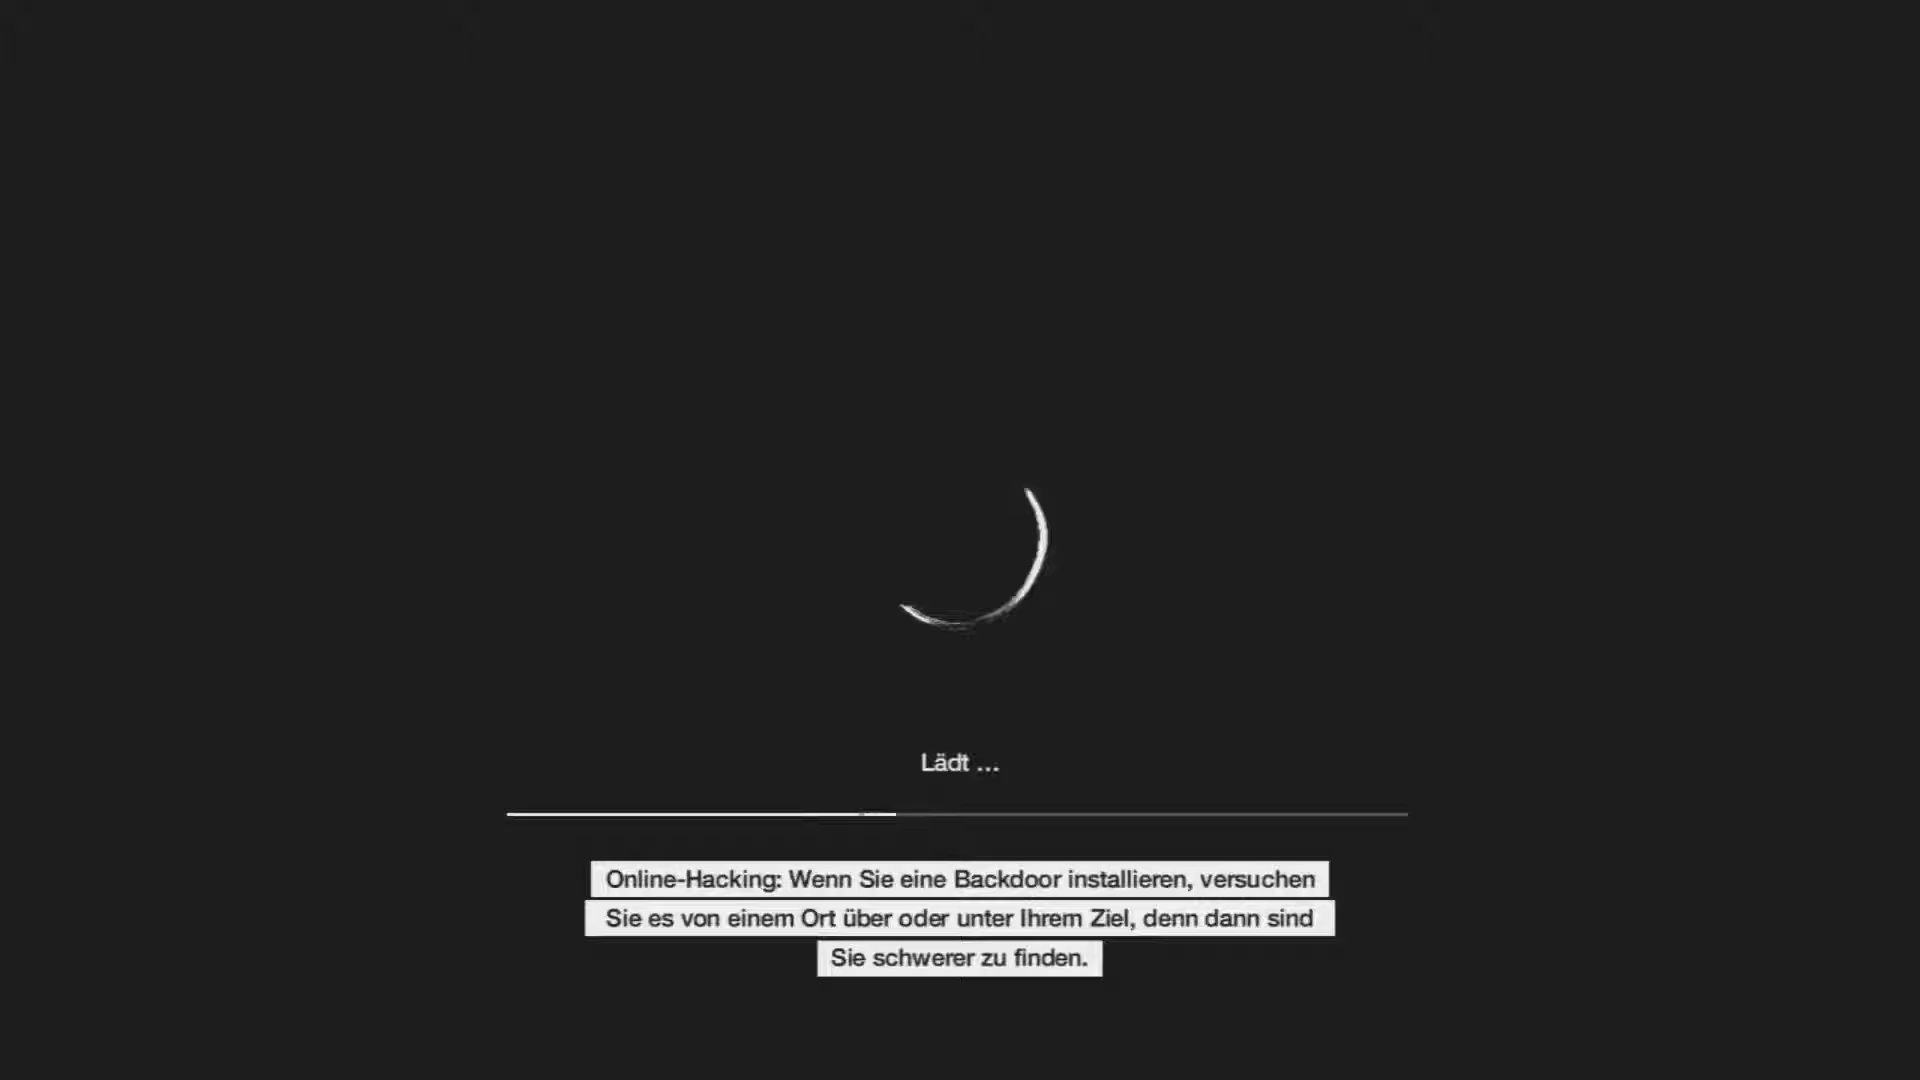 Lädt ...
Online-Hacking: Wenn Sie eine Backdoor installieren, versuchen
Sie es von einem Ort über oder unter Ihrem Ziel, denn dann sind
Sie schwerer zu finden.